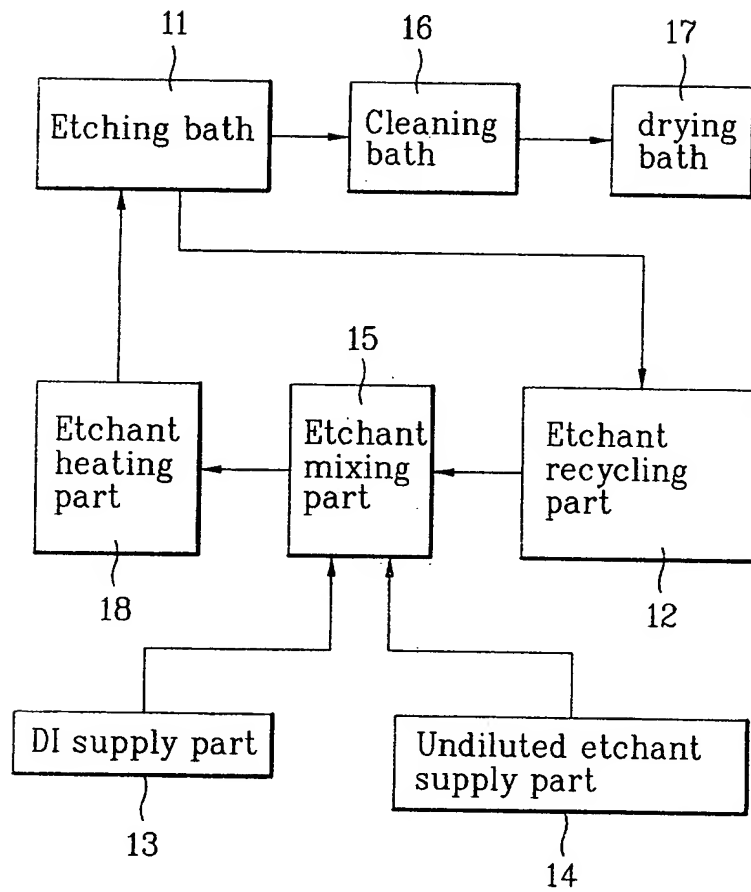 11
16
17
Etching bath
Cleaning
bath
drying
bath
15
Etchant
heating
part
Etchant
mixing
part
Etchant
recycling
part
18
12
DI supply part
Undiluted etchant
supply part
13
14